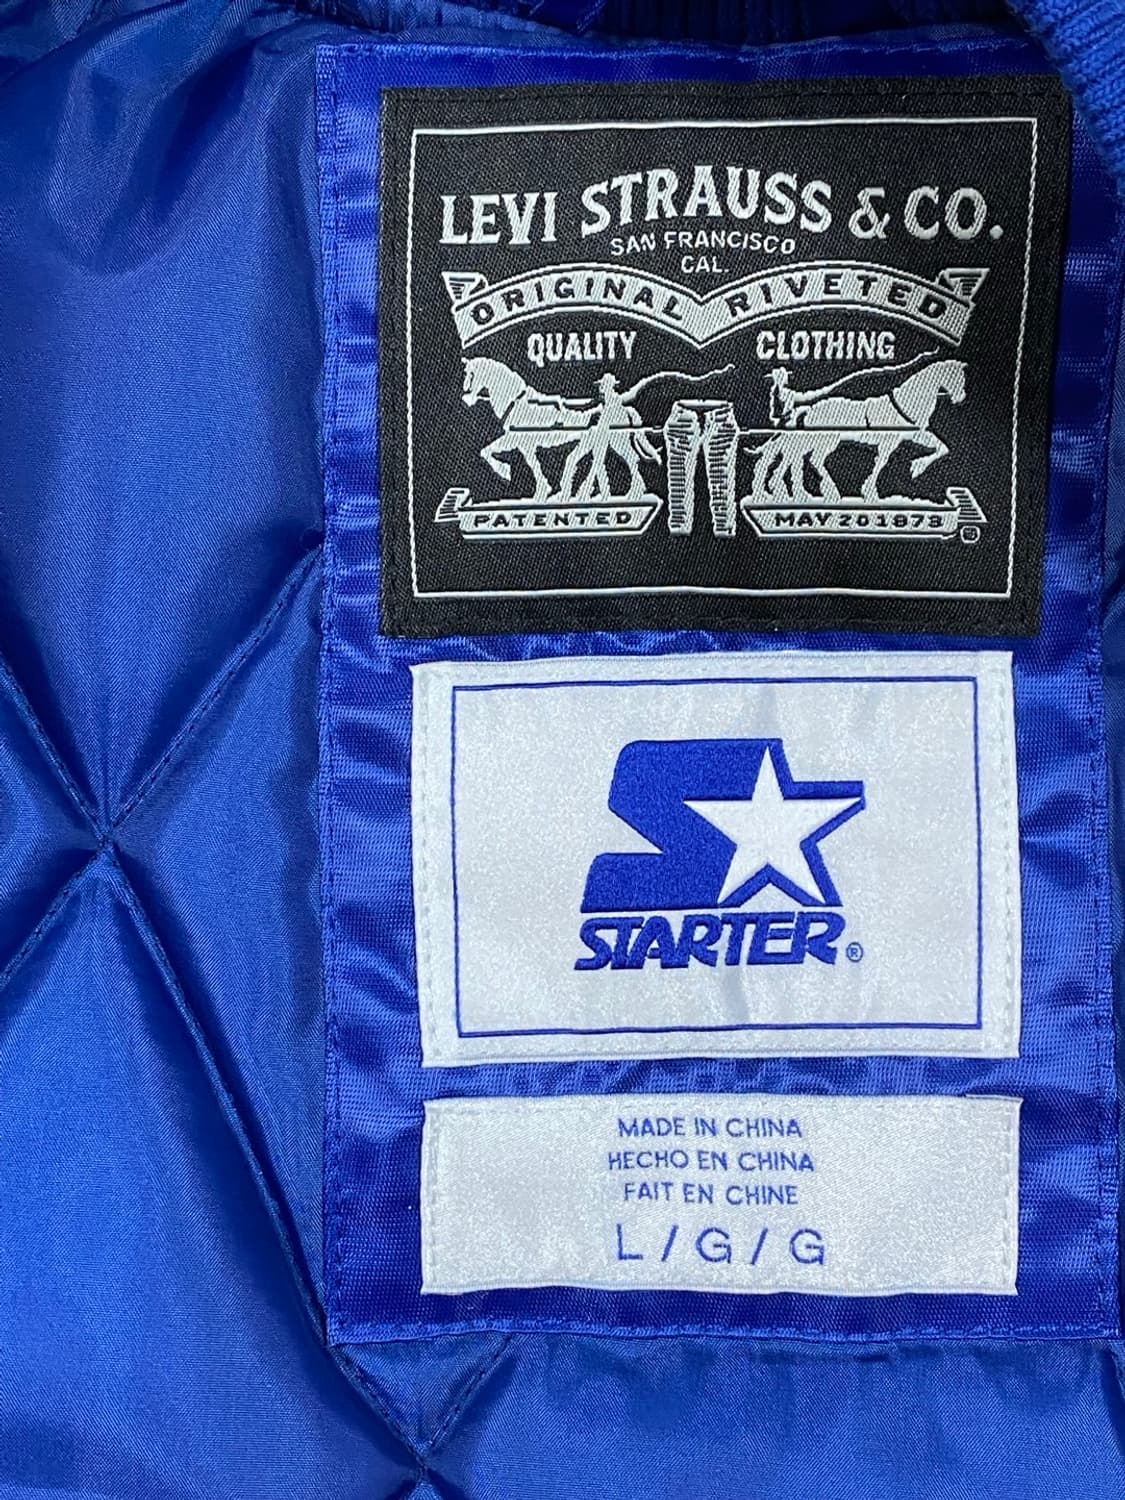 LEVI STRAUSS & CO.
SAN FRANCISCO
CAL.
ORIGINAL RIVETED
QUALITY CLOTHING
PATENTED MAY 20 1873
®
STARTER®
MADE IN CHINA
HECHO EN CHINA
FAIT EN CHINE
L / G / G